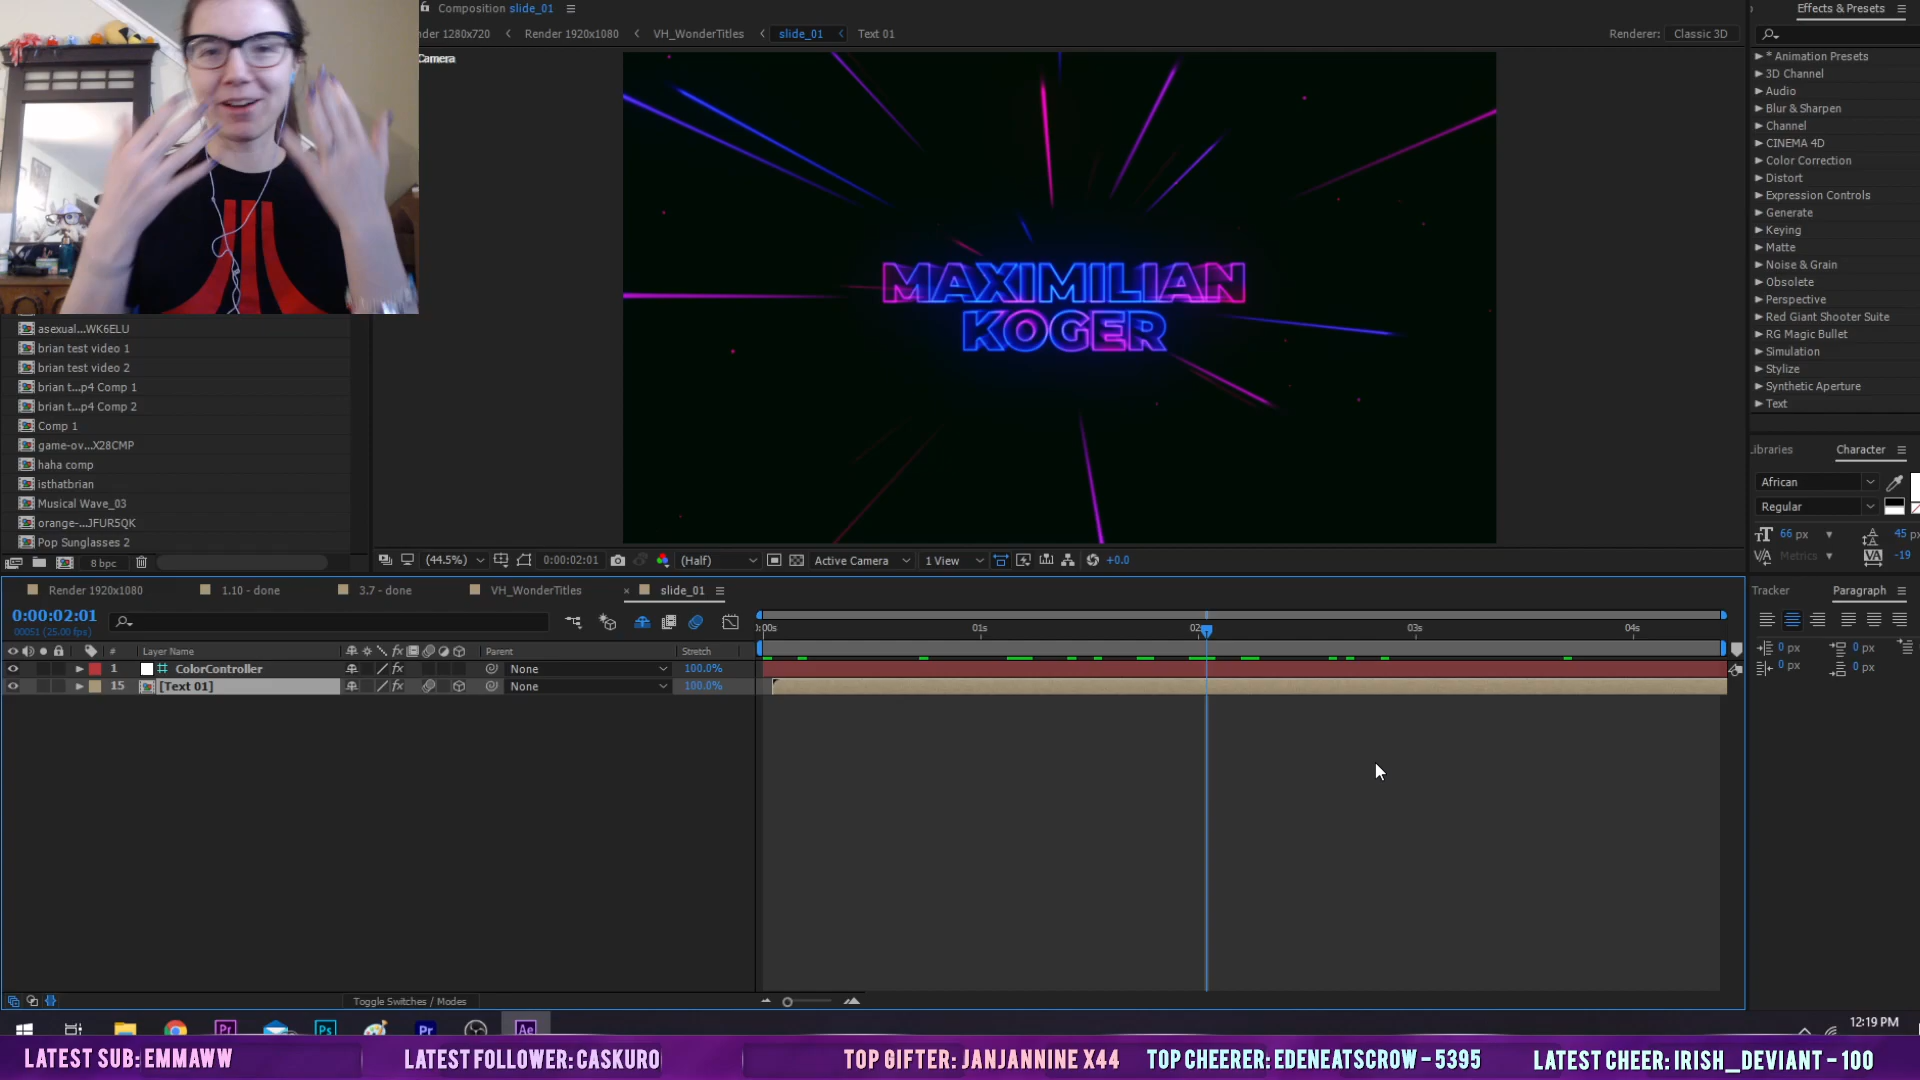 Composition slide_01
Effects & Presets
der 1280x720
Render 1920x1080
VH_WonderTitles
slide_01
Text 01
Renderer: Classic 3D
Camera
* Animation Presets
3D Channel
Audio
Blur & Sharpen
Channel
CINEMA 4D
Color Correction
Distort
Expression Controls
Generate
Keying
Matte
Noise & Grain
Obsolete
Perspective
Red Giant Shooter Suite
RG Magic Bullet
Simulation
Stylize
Synthetic Aperture
Text
MAXIMILIAN
KOGER
asexual...WK6ELU
brian test video 1
brian test video 2
brian t...p4 Comp 1
brian t...p4 Comp 2
Comp 1
game-ov...X28CMP
haha comp
isthatbrian
Musical Wave_03
orange-...JFUR5QK
Pop Sunglasses 2
8 bpc
(44.5%)
0:00:02:01
(Half)
Active Camera
1 View
+0.0
ibraries
Character
African
Regular
66 px
45 px
Metrics
-19
Render 1920x1080
1.10 - done
3.7 - done
VH_WonderTitles
slide_01
Tracker
Paragraph
0:00:02:01
00051 (25.00 fps)
:00s
01s
02s
03s
04s
0 px
0 px
0 px
0 px
# Layer Name
Parent
Stretch
1 ColorController
None
100.0%
15 [Text 01]
None
100.0%
Toggle Switches / Modes
Pr
Ps
Pr
Ae
12:19 PM
LATEST SUB: EMMAWW
LATEST FOLLOWER: CASKURO
TOP GIFTER: JANJANNINE X44
TOP CHEERER: EDENEATSCROW - 5395
LATEST CHEER: IRISH_DEVIANT - 100